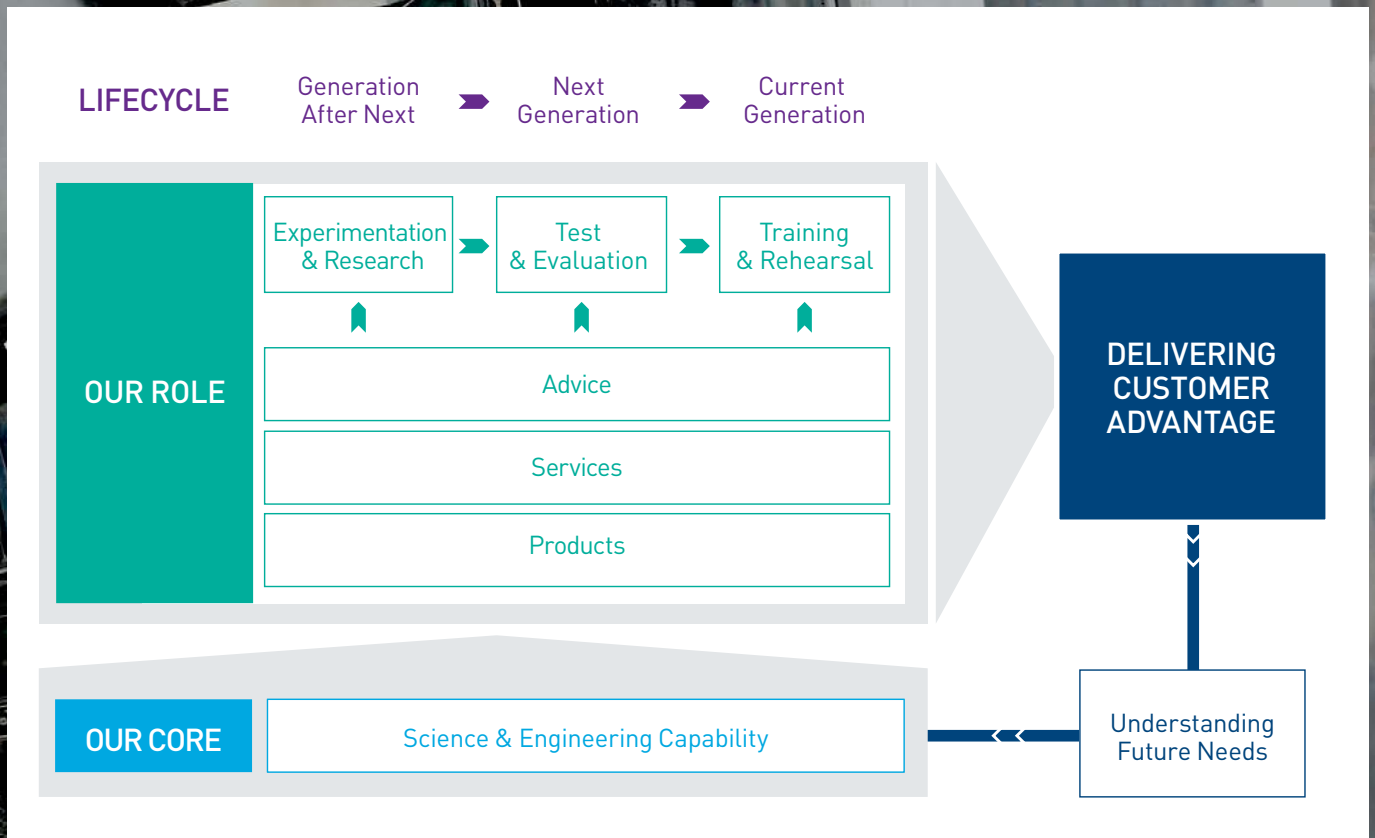 LIFECYCLE
Generation
After Next
Next
Generation
Current
Generation
OUR ROLE
Experimentation
& Research
Test
& Evaluation
Training
& Rehearsal
Advice
Services
Products
DELIVERING
CUSTOMER
ADVANTAGE
OUR CORE
Science & Engineering Capability
Understanding
Future Needs